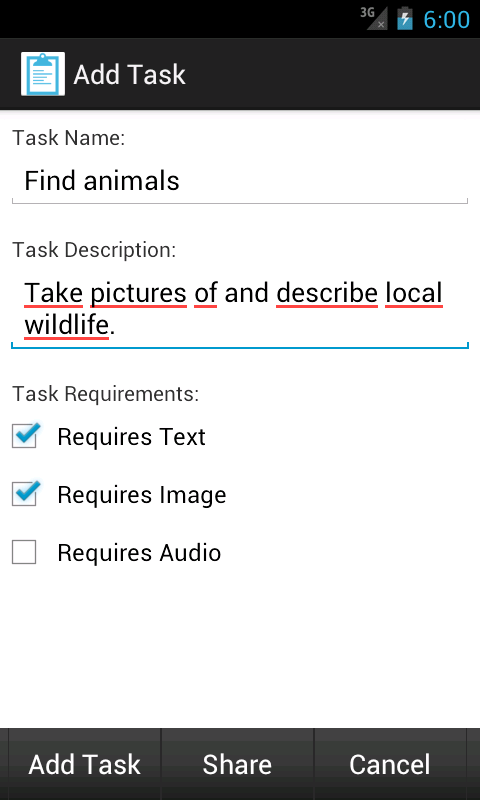 3G
6:00
Add Task
Task Name:
Find animals
Task Description:
Take pictures of and describe local
wildlife.
Task Requirements:
Requires Text
Requires Image
Requires Audio
Add Task
Share
Cancel